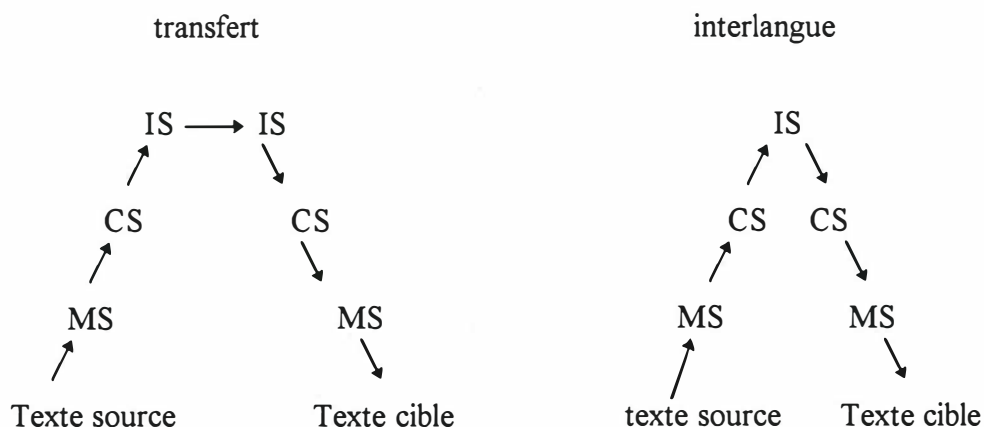 transfert interlangue
IS IS IS
CS CS CS CS
MS MS MS MS
Texte source Texte cible texte source Texte cible